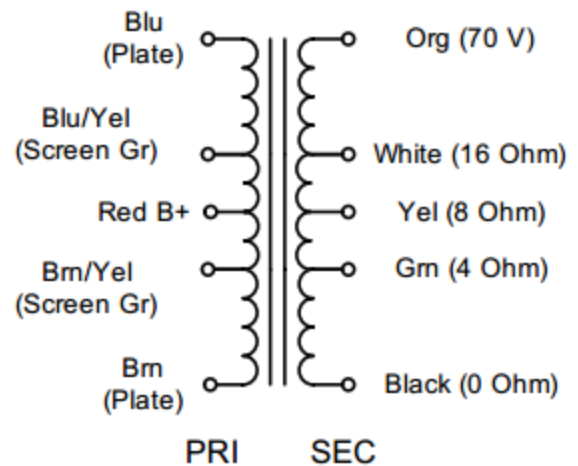 Blu
(Plate)
Org (70 V)
Blu/Yel
(Screen Gr)
White (16 Ohm)
Red B+
Yel (8 Ohm)
Brn/Yel
(Screen Gr)
Grn (4 Ohm)
Brn
(Plate)
Black (0 Ohm)
PRI
SEC